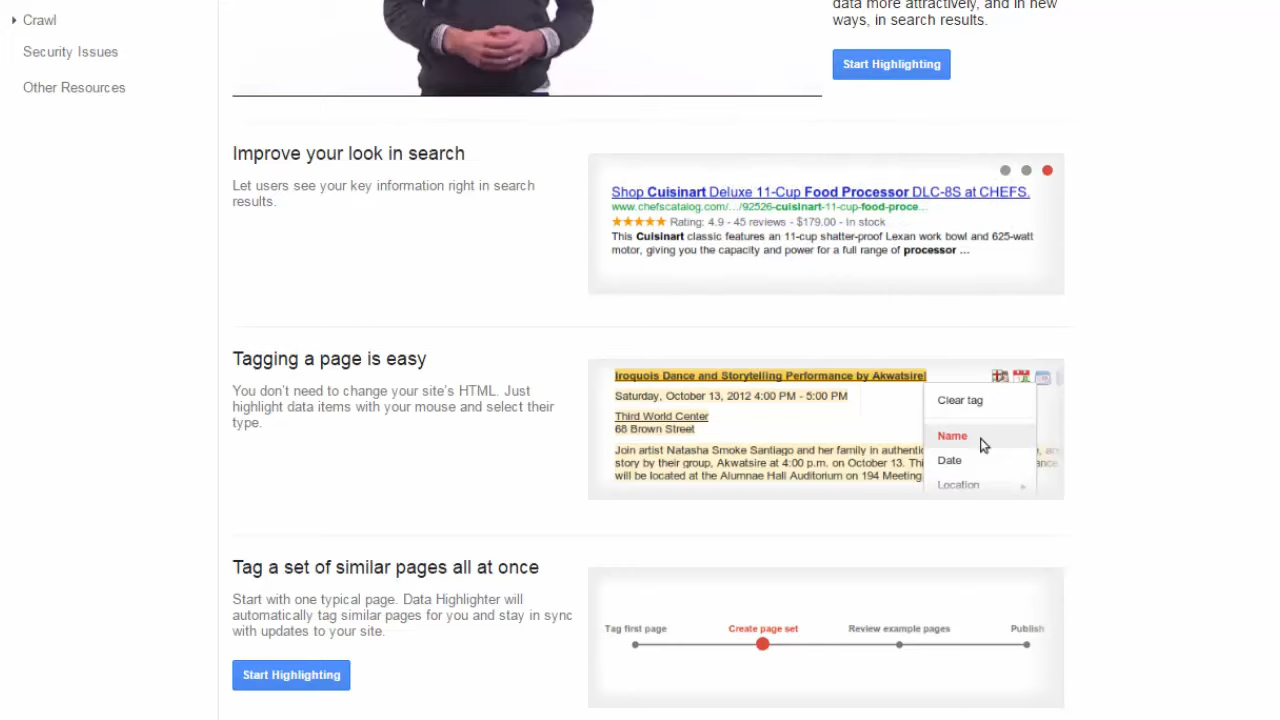 Crawl
Security Issues
Other Resources
data more attractively, and in new
ways, in search results.
Start Highlighting
Improve your look in search
Let users see your key information right in search
results.
Shop Cuisinart Deluxe 11-Cup Food Processor DLC-8S at CHEFS.
www.chefscatalog.com/.../92526-cuisinart-11-cup-food-proce...
Rating: 4.9 - 45 reviews - $179.00 - In stock
This Cuisinart classic features an 11-cup shatter-proof Lexan work bowl and 625-watt
motor, giving you the capacity and power for a full range of processor ...
Tagging a page is easy
You don't need to change your site's HTML. Just
highlight data items with your mouse and select their
type.
Iroquois Dance and Storytelling Performance by Akwatsire!
Saturday, October 13, 2012 4:00 PM - 5:00 PM
Third World Center
68 Brown Street
Join artist Natasha Smoke Santiago and her family in authentic
story by their group, Akwatsire at 4:00 p.m. on October 13. Thi
will be located at the Alumnae Hall Auditorium on 194 Meeting
Clear tag
Name
Date
Location
Tag a set of similar pages all at once
Start with one typical page. Data Highlighter will
automatically tag similar pages for you and stay in sync
with updates to your site.
Start Highlighting
Tag first page
Create page set
Review example pages
Publish